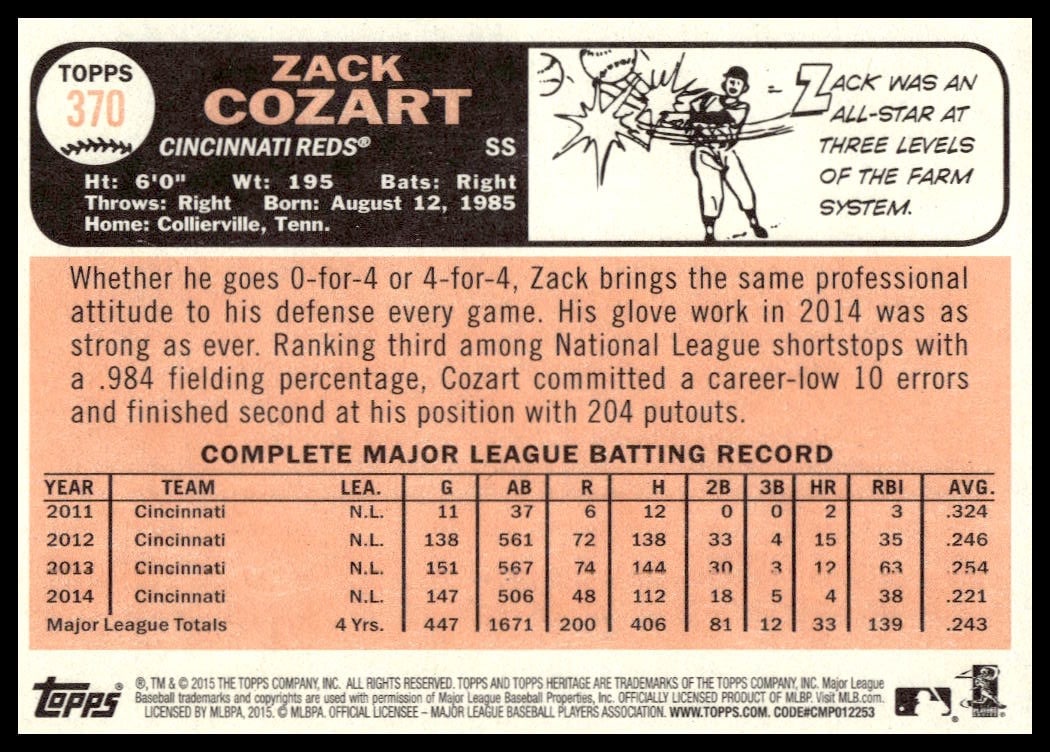 TOPPS
370
ZACK
COZART
CINCINNATI REDS®
SS
Ht: 6'0" Wt: 195 Bats: Right
Throws: Right Born: August 12, 1985
Home: Collierville, Tenn.
ZACK WAS AN
ALL-STAR AT
THREE LEVELS
OF THE FARM
SYSTEM.
Whether he goes 0-for-4 or 4-for-4, Zack brings the same professional
attitude to his defense every game. His glove work in 2014 was as
strong as ever. Ranking third among National League shortstops with
a .984 fielding percentage, Cozart committed a career-low 10 errors
and finished second at his position with 204 putouts.
COMPLETE MAJOR LEAGUE BATTING RECORD
YEAR TEAM LEA. G AB R H 2B 3B HR RBI AVG.
2011 Cincinnati N.L. 11 37 6 12 0 0 2 3 .324
2012 Cincinnati N.L. 138 561 72 138 33 4 15 35 .246
2013 Cincinnati N.L. 151 567 74 144 30 3 12 63 .254
2014 Cincinnati N.L. 147 506 48 112 18 5 4 38 .221
Major League Totals 4 Yrs. 447 1671 200 406 81 12 33 139 .243
TOPPS®
®, TM & © 2015 THE TOPPS COMPANY, INC. ALL RIGHTS RESERVED. TOPPS AND TOPPS HERITAGE ARE TRADEMARKS OF THE TOPPS COMPANY, INC. Major League
Baseball trademarks and copyrights are used with permission of Major League Baseball Properties, Inc. OFFICIALLY LICENSED PRODUCT OF MLBP. Visit MLB.com.
LICENSED BY MLBPA, 2015. © MLBPA. OFFICIAL LICENSEE – MAJOR LEAGUE BASEBALL PLAYERS ASSOCIATION. WWW.TOPPS.COM. CODE#CMP012253